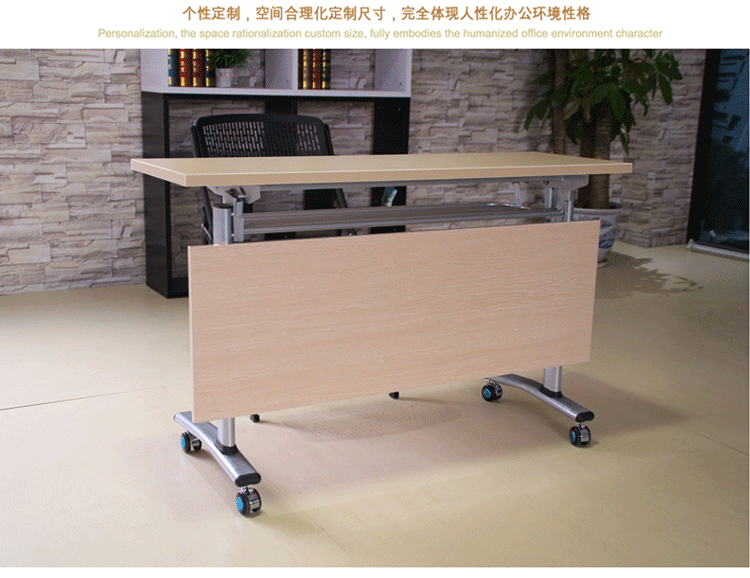 个性定制，空间合理化定制尺寸，完全体现人性化办公环境性格
Personalization, the space rationalization custom size, fully embodies the humanized office environment character